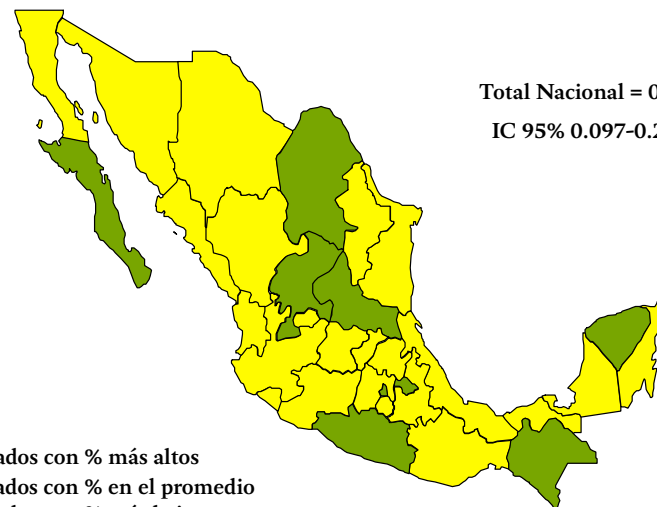 Total Nacional = 0
IC 95% 0.097-0.2
ados con % más altos
ados con % en el promedio